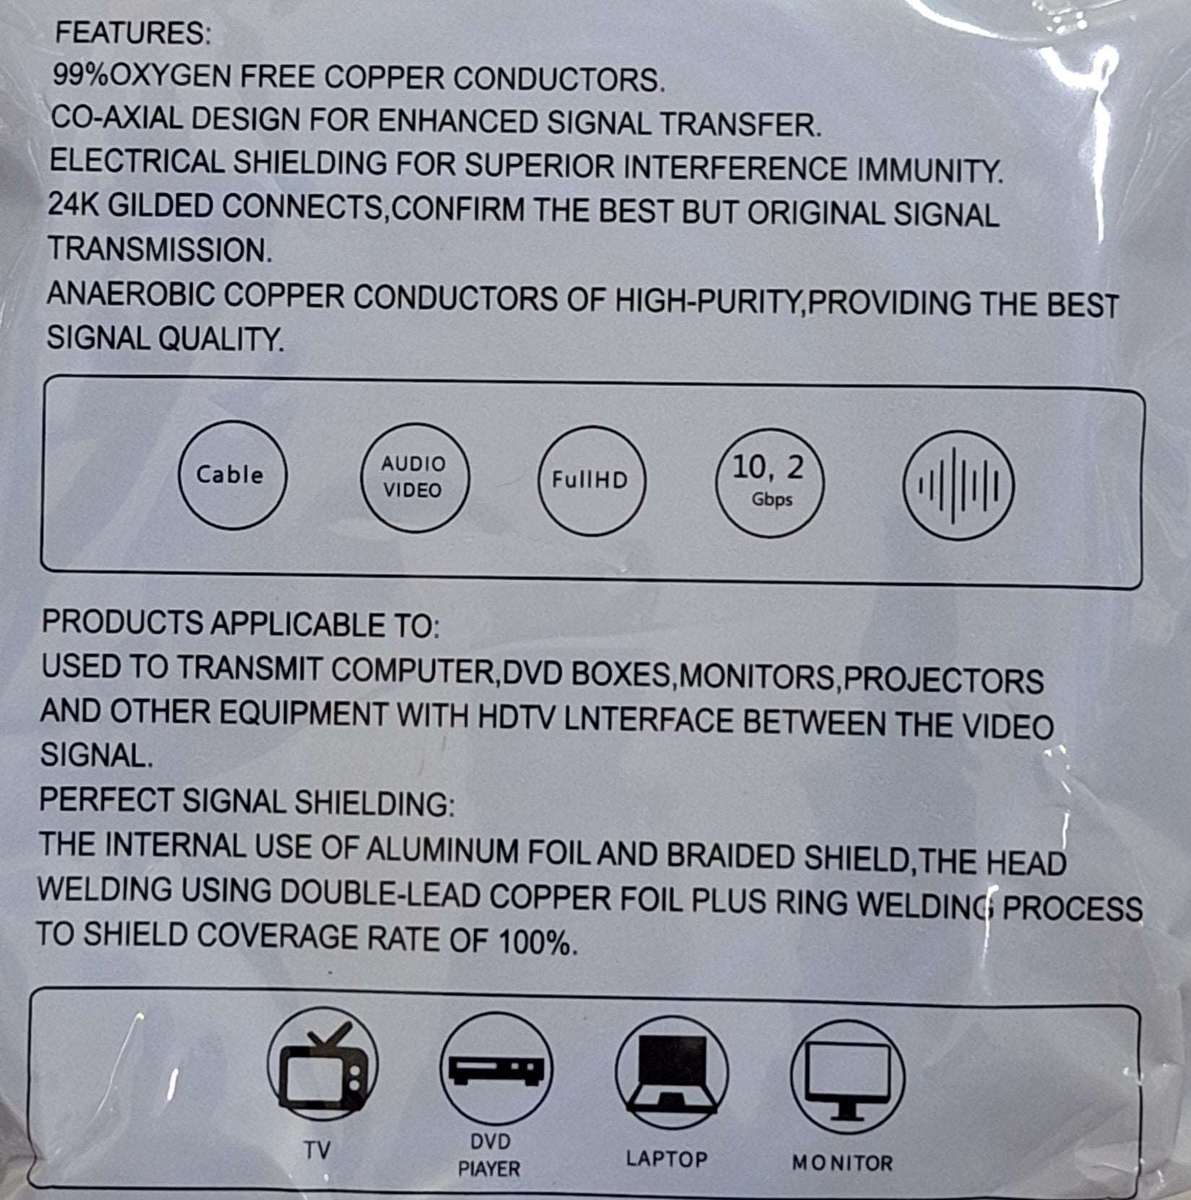 FEATURES:
99%OXYGEN FREE COPPER CONDUCTORS.
CO-AXIAL DESIGN FOR ENHANCED SIGNAL TRANSFER.
ELECTRICAL SHIELDING FOR SUPERIOR INTERFERENCE IMMUNITY.
24K GILDED CONNECTS,CONFIRM THE BEST BUT ORIGINAL SIGNAL
TRANSMISSION.
ANAEROBIC COPPER CONDUCTORS OF HIGH-PURITY,PROVIDING THE BEST
SIGNAL QUALITY.
Cable
AUDIO
VIDEO
FullHD
10, 2
Gbps
PRODUCTS APPLICABLE TO:
USED TO TRANSMIT COMPUTER,DVD BOXES,MONITORS,PROJECTORS
AND OTHER EQUIPMENT WITH HDTV LNTERFACE BETWEEN THE VIDEO
SIGNAL.
PERFECT SIGNAL SHIELDING:
THE INTERNAL USE OF ALUMINUM FOIL AND BRAIDED SHIELD,THE HEAD
WELDING USING DOUBLE-LEAD COPPER FOIL PLUS RING WELDING PROCESS
TO SHIELD COVERAGE RATE OF 100%.
TV
DVD
PIAYER
LAPTOP
MONITOR